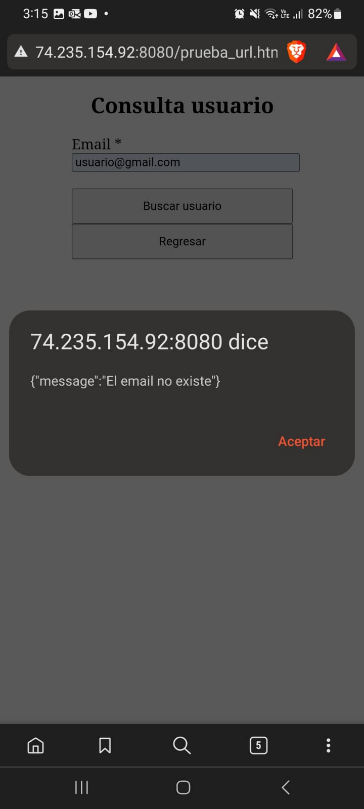 3:15
82%
74.235.154.92:8080/prueba_url.htn
Consulta usuario
Email *
usuario@gmail.com
Buscar usuario
Regresar
74.235.154.92:8080 dice
{"message":"El email no existe"}
Aceptar
5